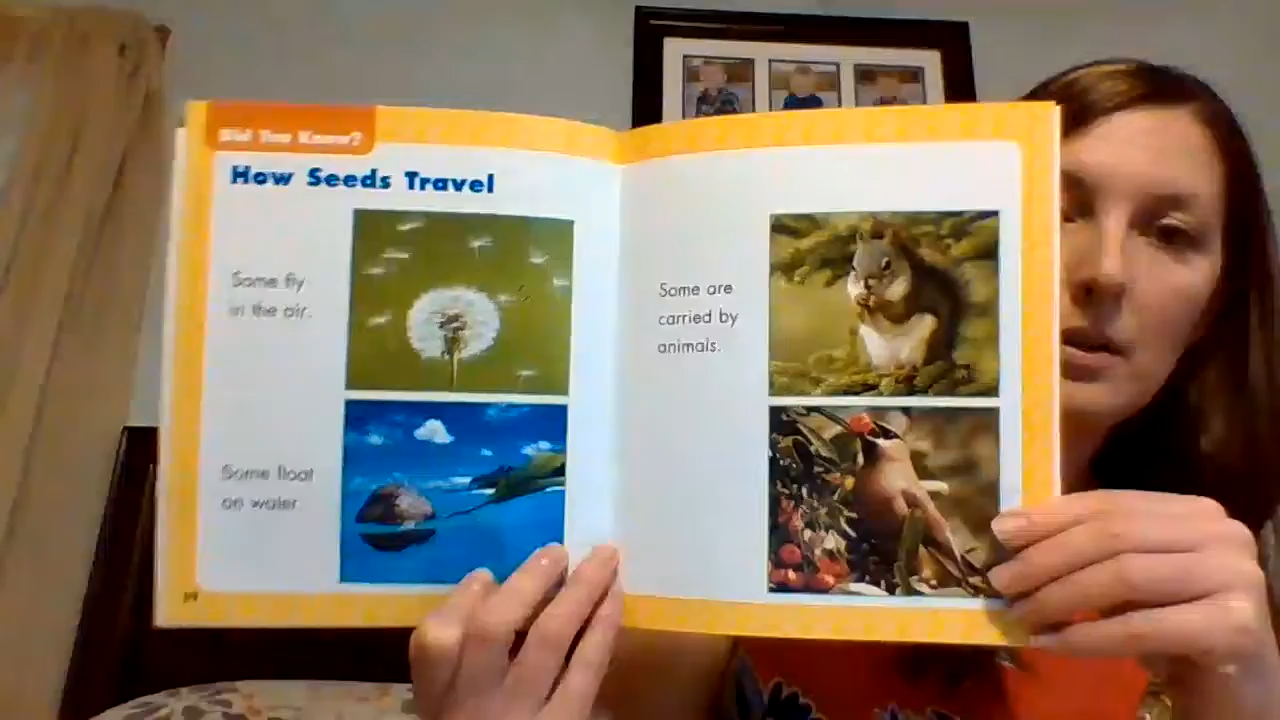 Did You Know?
How Seeds Travel
Some fly
in the air.
Some float
on water.
Some are
carried by
animals.